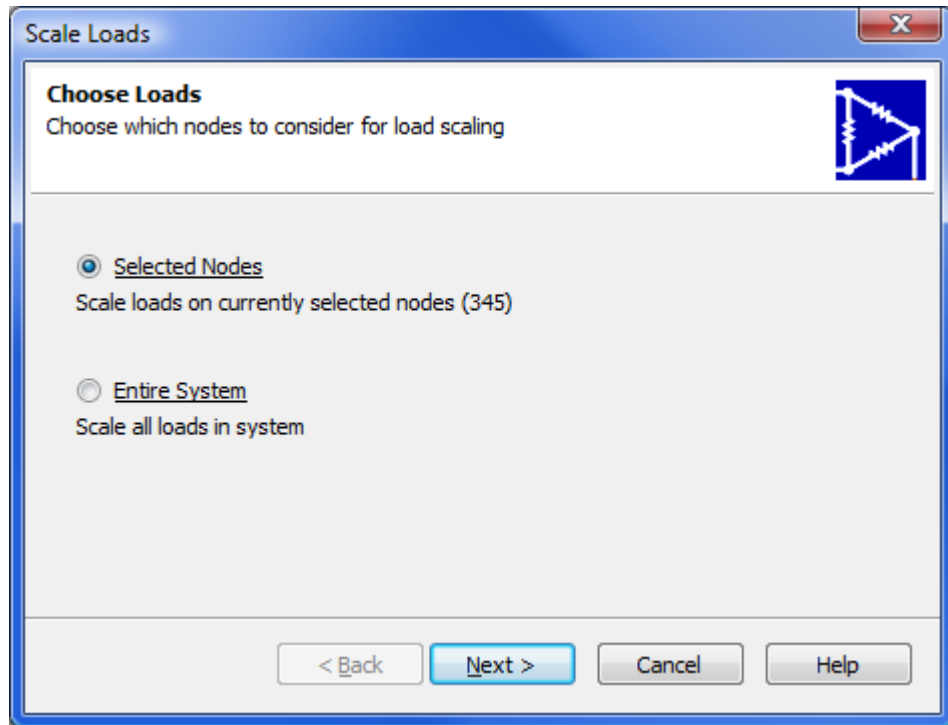 Scale Loads
Choose Loads
Choose which nodes to consider for load scaling
Selected Nodes
Scale loads on currently selected nodes (345)
Entire System
Scale all loads in system
< Back Next > Cancel Help